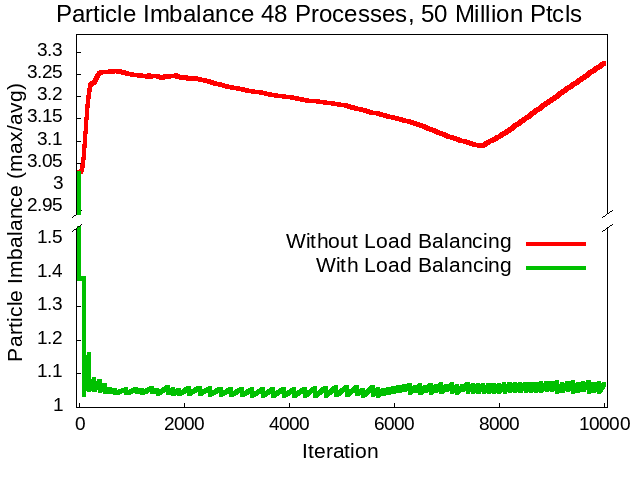 Particle Imbalance 48 Processes, 50 Million Ptcls
Particle Imbalance (max/avg)
3.3
3.25
3.2
3.15
3.1
3.05
3
2.95
1.5
1.4
1.3
1.2
1.1
1
Without Load Balancing
With Load Balancing
0 2000 4000 6000 8000 10000
Iteration